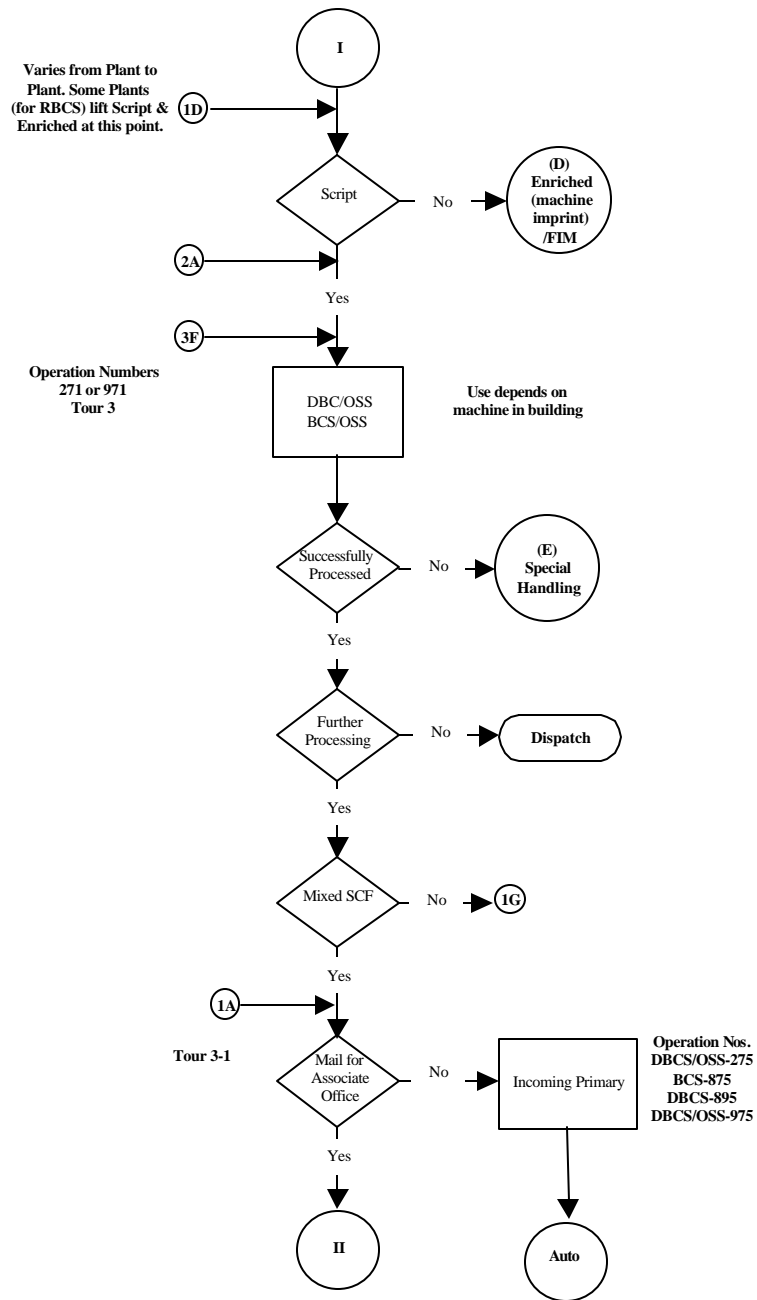 I
Varies from Plant to
Plant. Some Plants
(for RBCS) lift Script &
Enriched at this point.
1D
Script
No
(D)
Enriched
(machine
imprint)
/FIM
2A
Yes
3F
Operation Numbers
271 or 971
Tour 3
DBC/OSS
BCS/OSS
Use depends on
machine in building
Successfully
Processed
No
(E)
Special
Handling
Yes
Further
Processing
No
Dispatch
Yes
Mixed SCF
No
1G
Yes
1A
Tour 3-1
Mail for
Associate
Office
No
Incoming Primary
Operation Nos.
DBCS/OSS-275
BCS-875
DBCS-895
DBCS/OSS-975
Yes
II
Auto